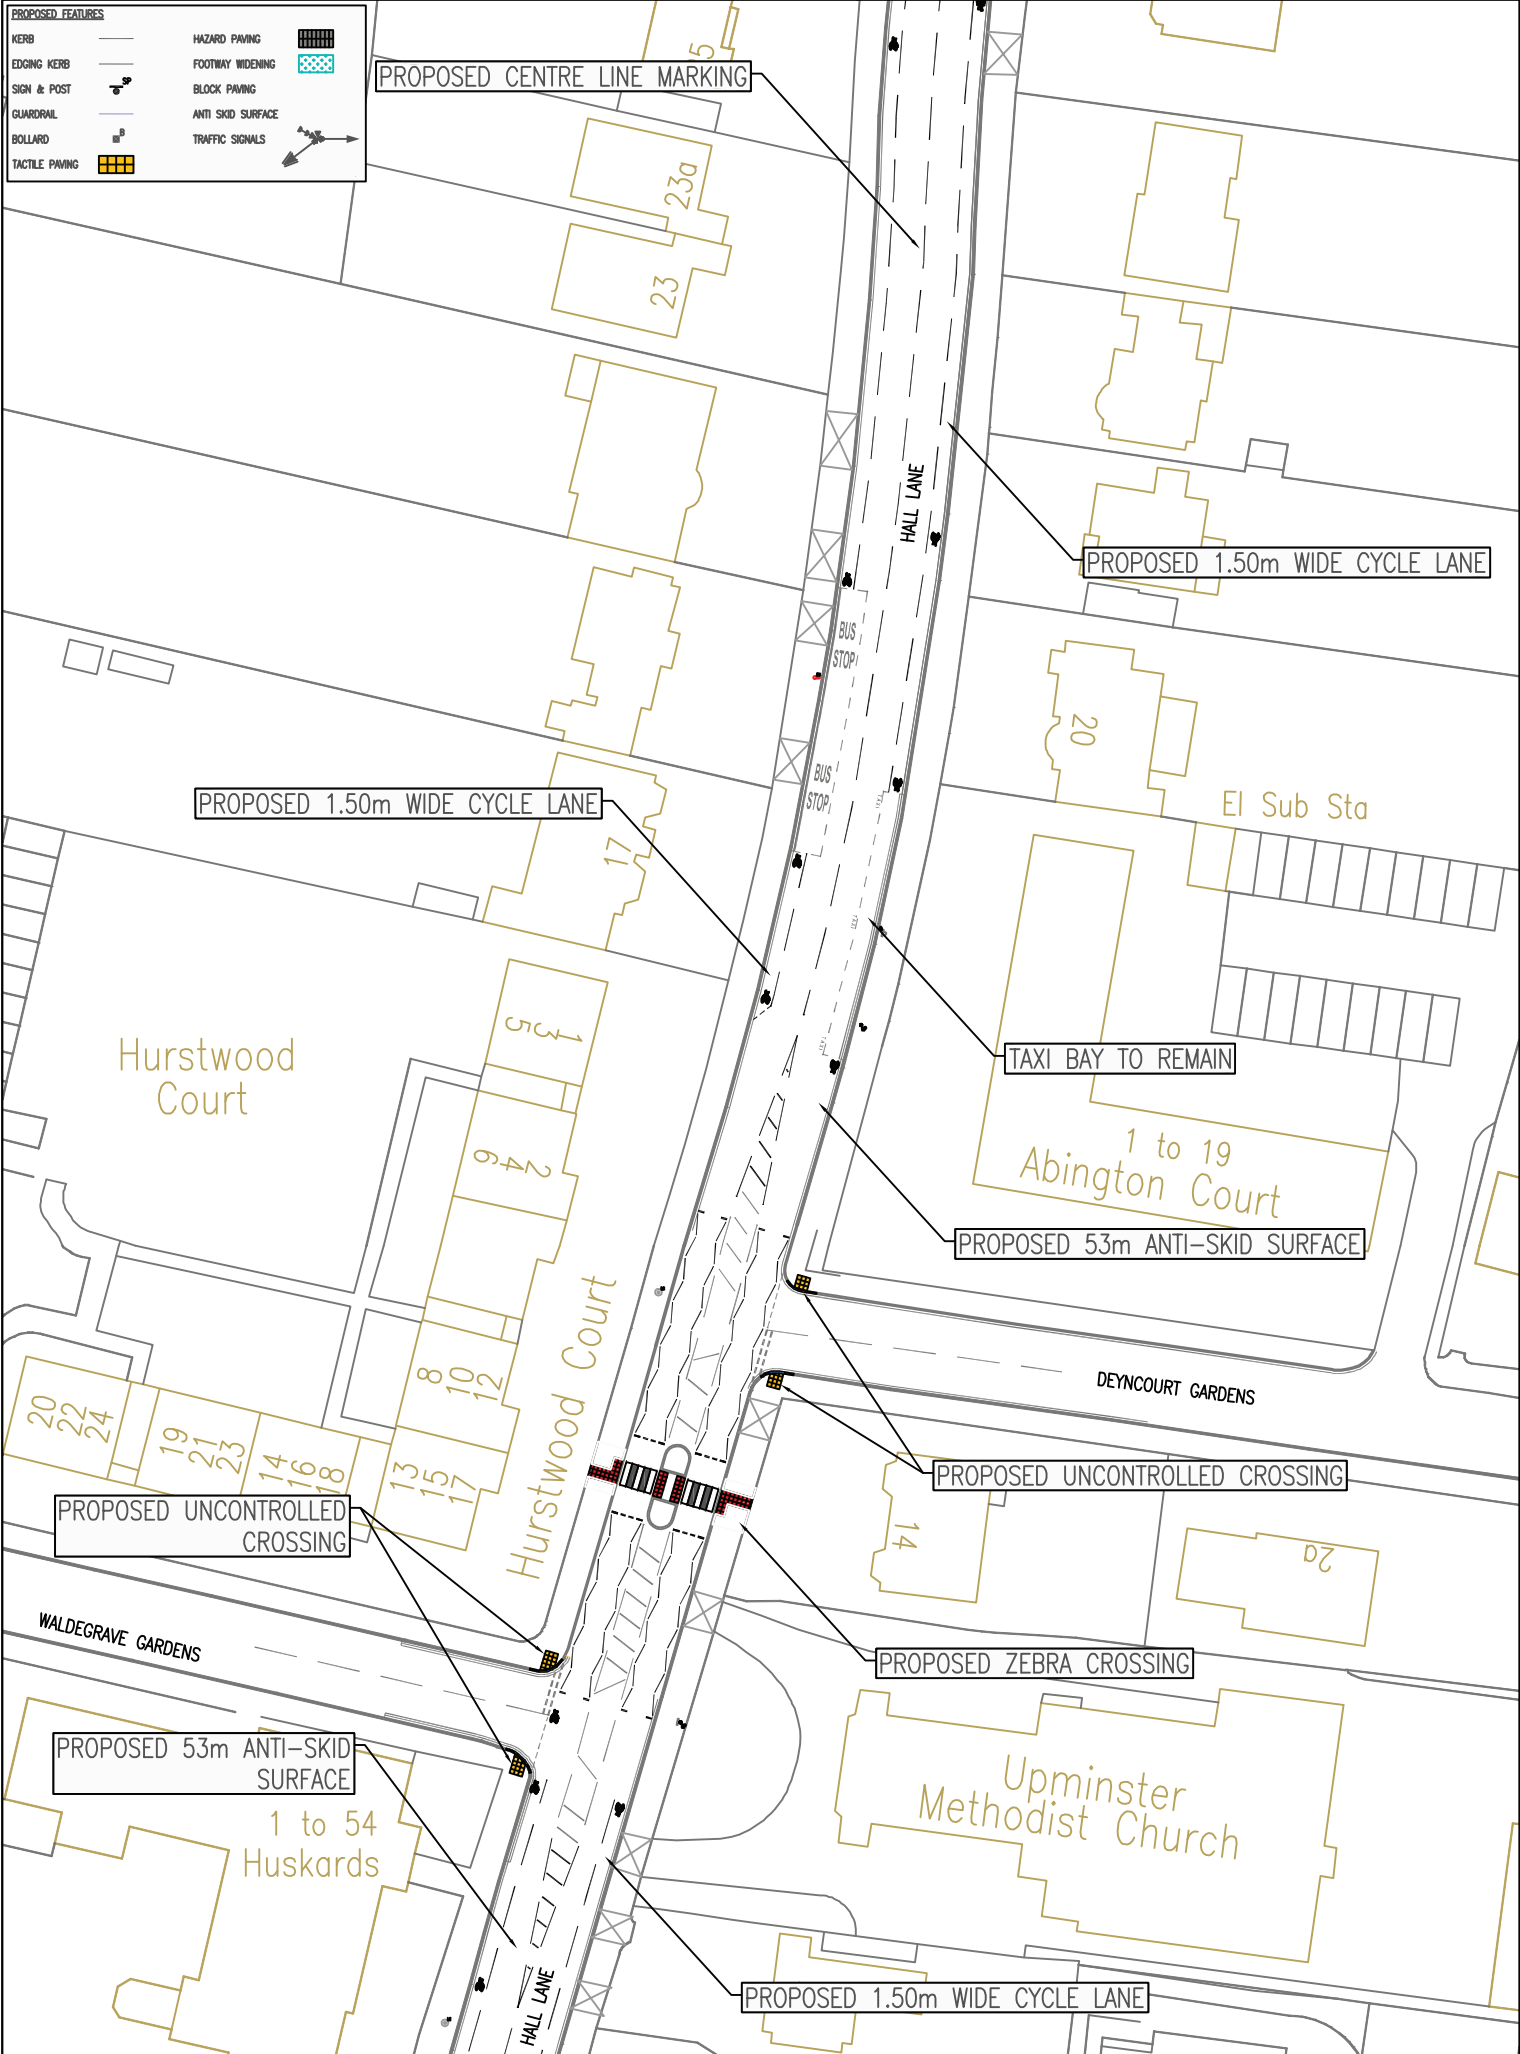 PROPOSED FEATURES
KERB
HAZARD PAVING
EDGING KERB
FOOTWAY WIDENING
SIGN & POST
SP
BLOCK PAVING
GUARDRAIL
ANTI SKID SURFACE
BOLLARD
B
TRAFFIC SIGNALS
TACTILE PAVING
PROPOSED CENTRE LINE MARKING
23a
23
HALL LANE
PROPOSED 1.50m WIDE CYCLE LANE
BUS
STOP
20
BUS
STOP
PROPOSED 1.50m WIDE CYCLE LANE
El Sub Sta
17
TAXI
TAXI
TAXI
1
3
5
Hurstwood
Court
TAXI BAY TO REMAIN
2
4
6
1 to 19
Abington Court
PROPOSED 53m ANTI-SKID SURFACE
Hurstwood Court
8
10
12
DEYNCOURT GARDENS
20
22
24
19
21
23
14
16
18
13
15
17
PROPOSED UNCONTROLLED CROSSING
PROPOSED UNCONTROLLED
CROSSING
14
2a
WALDEGRAVE GARDENS
PROPOSED ZEBRA CROSSING
PROPOSED 53m ANTI-SKID
SURFACE
Upminster
Methodist Church
1 to 54
Huskards
PROPOSED 1.50m WIDE CYCLE LANE
HALL LANE